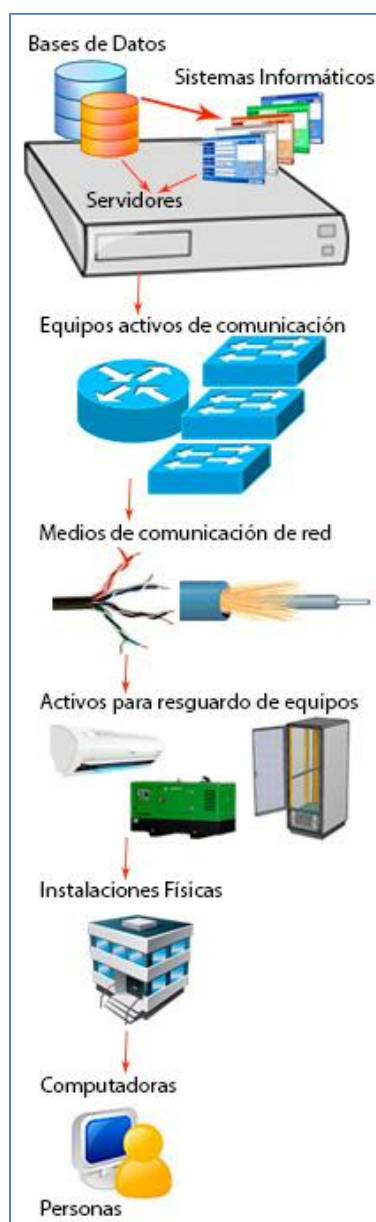 Bases de Datos
Sistemas Informáticos
Servidores
Equipos activos de comunicación
Medios de comunicación de red
Activos para resguardo de equipos
Instalaciones Físicas
Computadoras
Personas